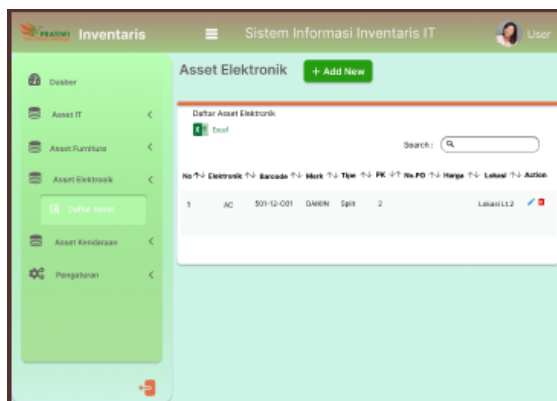 PRATIWI
Inventaris
Sistem Informasi Inventaris IT
User
Dasbor
Asset IT
Asset Furniture
Asset Elektronik
Daftar Asset
Asset Kendaraan
Pengaturan
Asset Elektronik
+ Add New
Daftar Asset Elektronik
Excel
Search :
No Elektronik Barcode Merk Tipe PK No.PO Harga Lokasi Action
1 AC 501-12-001 DAIKIN Split 2 Lokasi Lt.2